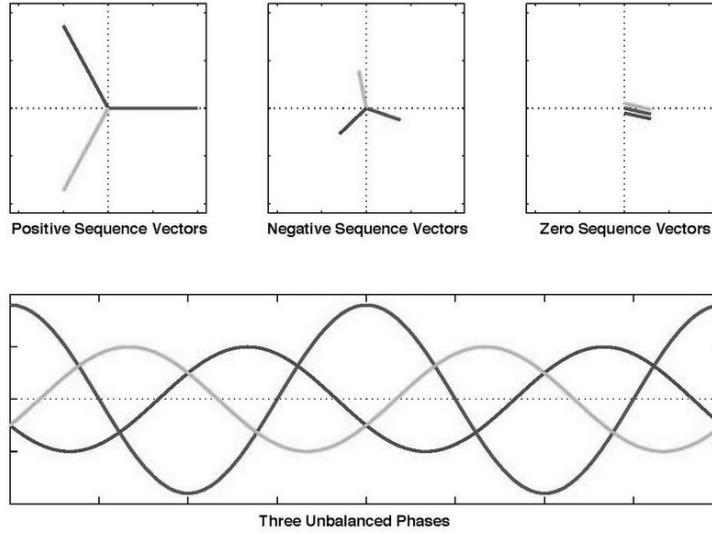 Positive Sequence Vectors
Negative Sequence Vectors
Zero Sequence Vectors
Three Unbalanced Phases